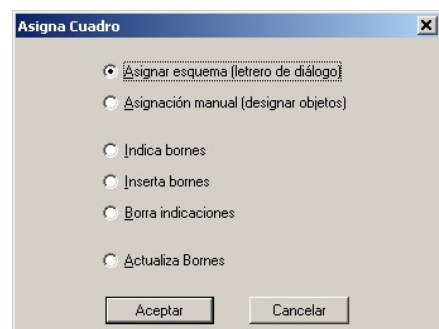 Asigna Cuadro
Asignar esquema (letrero de diálogo)
Asignación manual (designar objetos)
Indica bornes
Inserta bornes
Borra indicaciones
Actualiza Bornes
Aceptar Cancelar